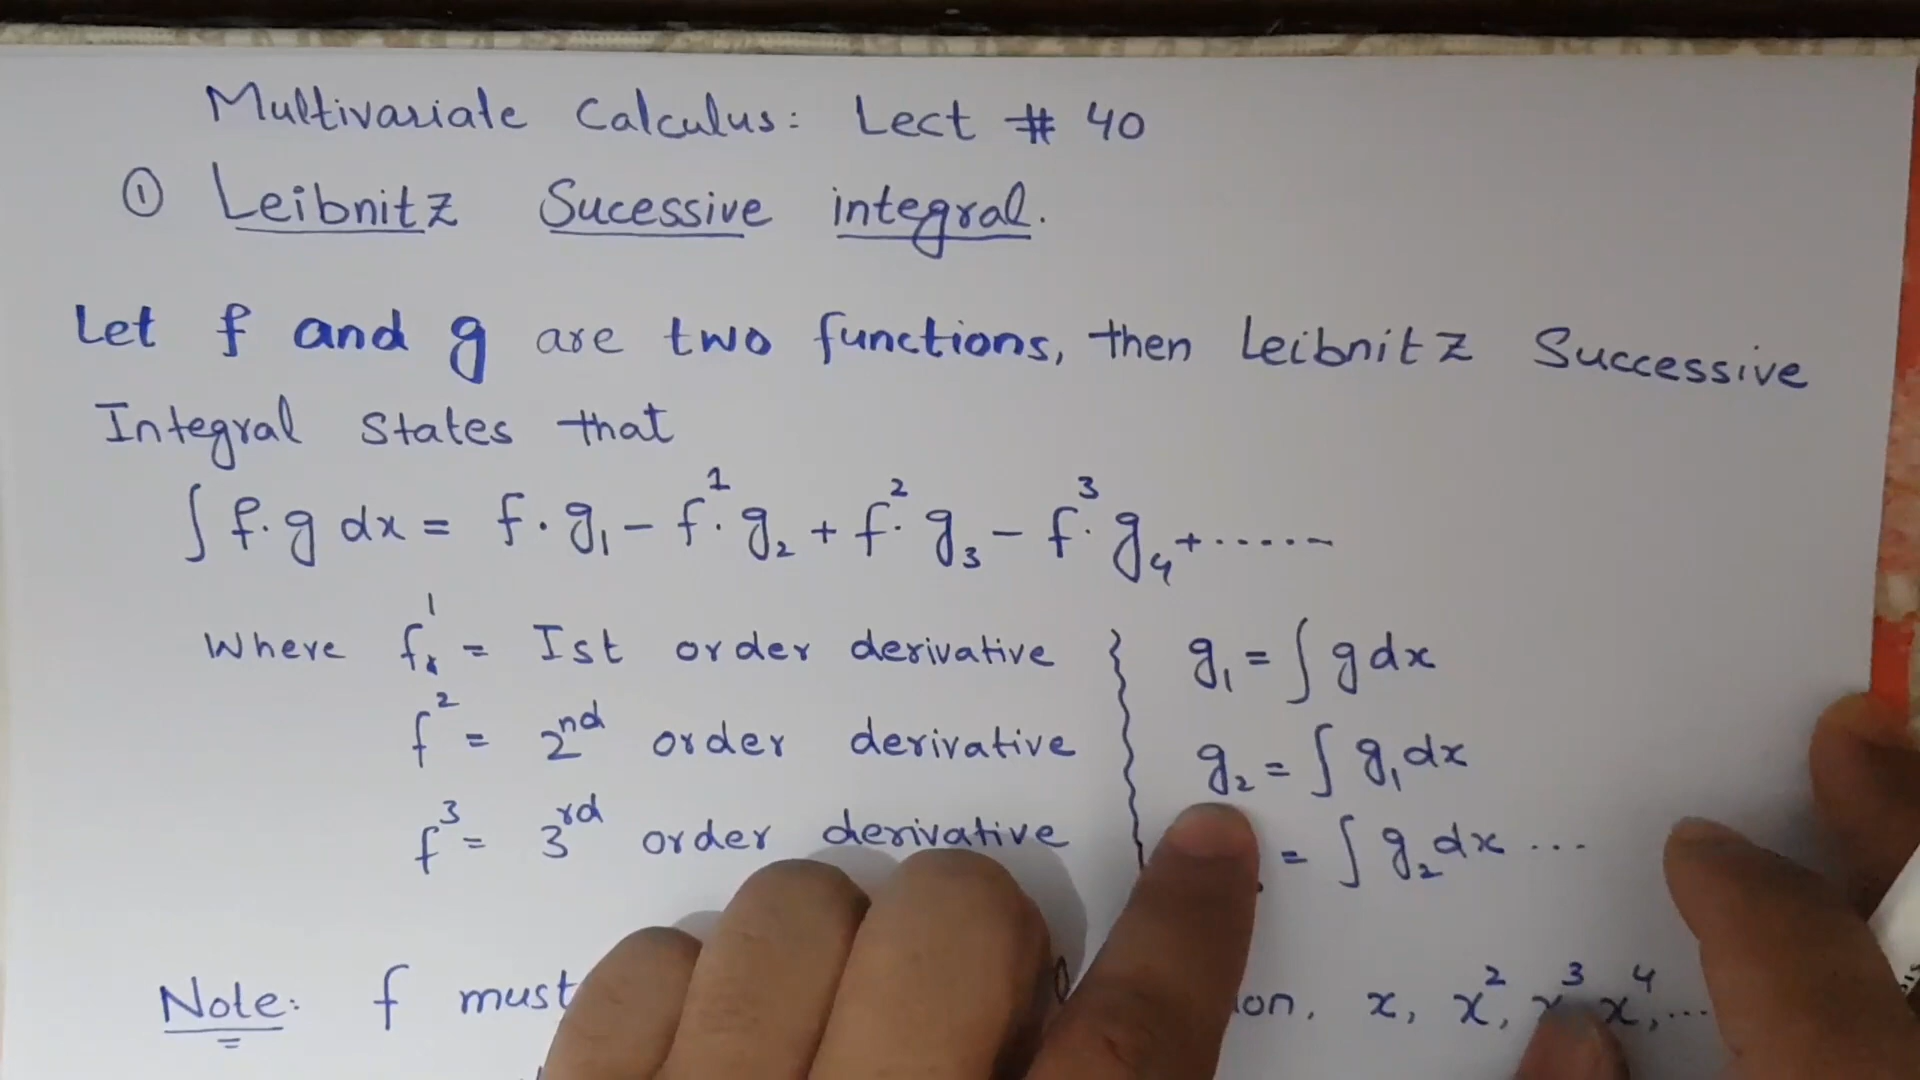 Multivariate Calculus: Lect # 40
① Leibnitz Sucessive integral.
Let f and g are two functions, then Leibnitz Successive
Integral States that
∫ f·g dx = f·g₁ - f¹·g₂ + f²·g₃ - f³·g₄ + ......
Where f¹ = Ist order derivative
f² = 2nd order derivative
f³ = 3rd order derivative
g₁ = ∫ g dx
g₂ = ∫ g₁ dx
= ∫ g₂ dx ...
Note: f must x, x², x³ x⁴, ...